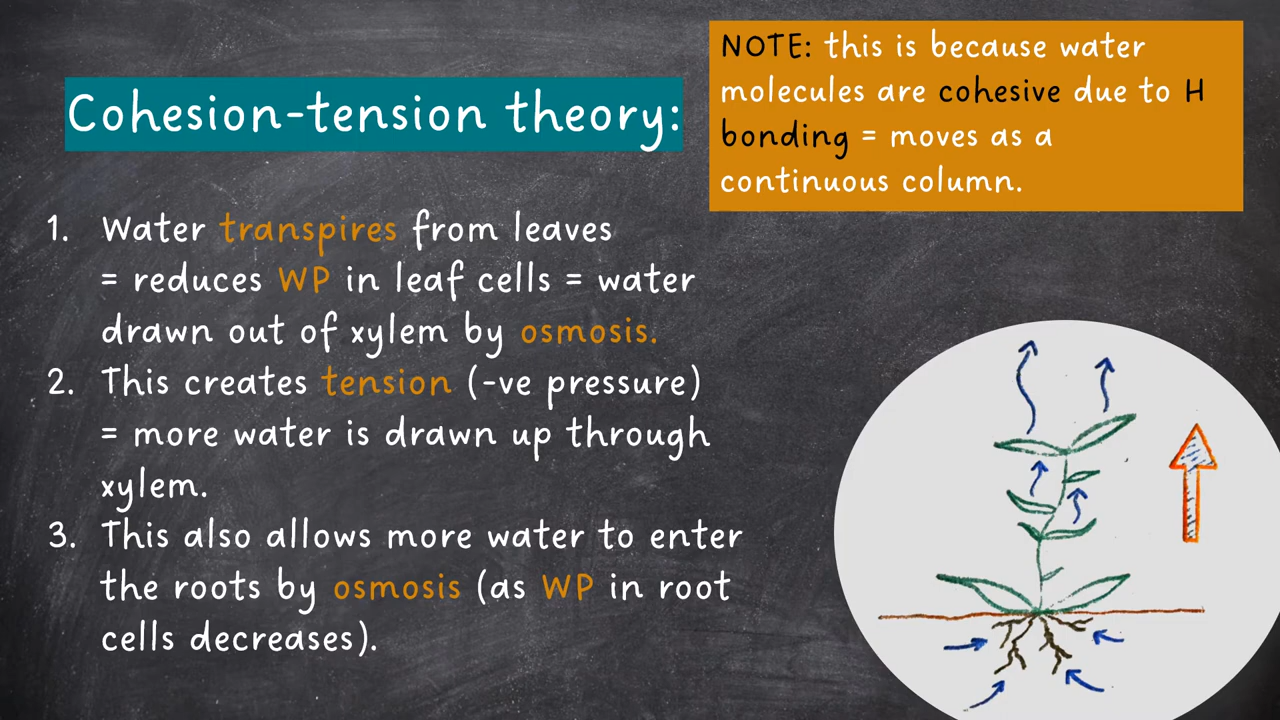 Cohesion-tension theory:
NOTE: this is because water
molecules are cohesive due to H
bonding = moves as a
continuous column.
1. Water transpires from leaves
= reduces WP in leaf cells = water
drawn out of xylem by osmosis.
2. This creates tension (-ve pressure)
= more water is drawn up through
xylem.
3. This also allows more water to enter
the roots by osmosis (as WP in root
cells decreases).